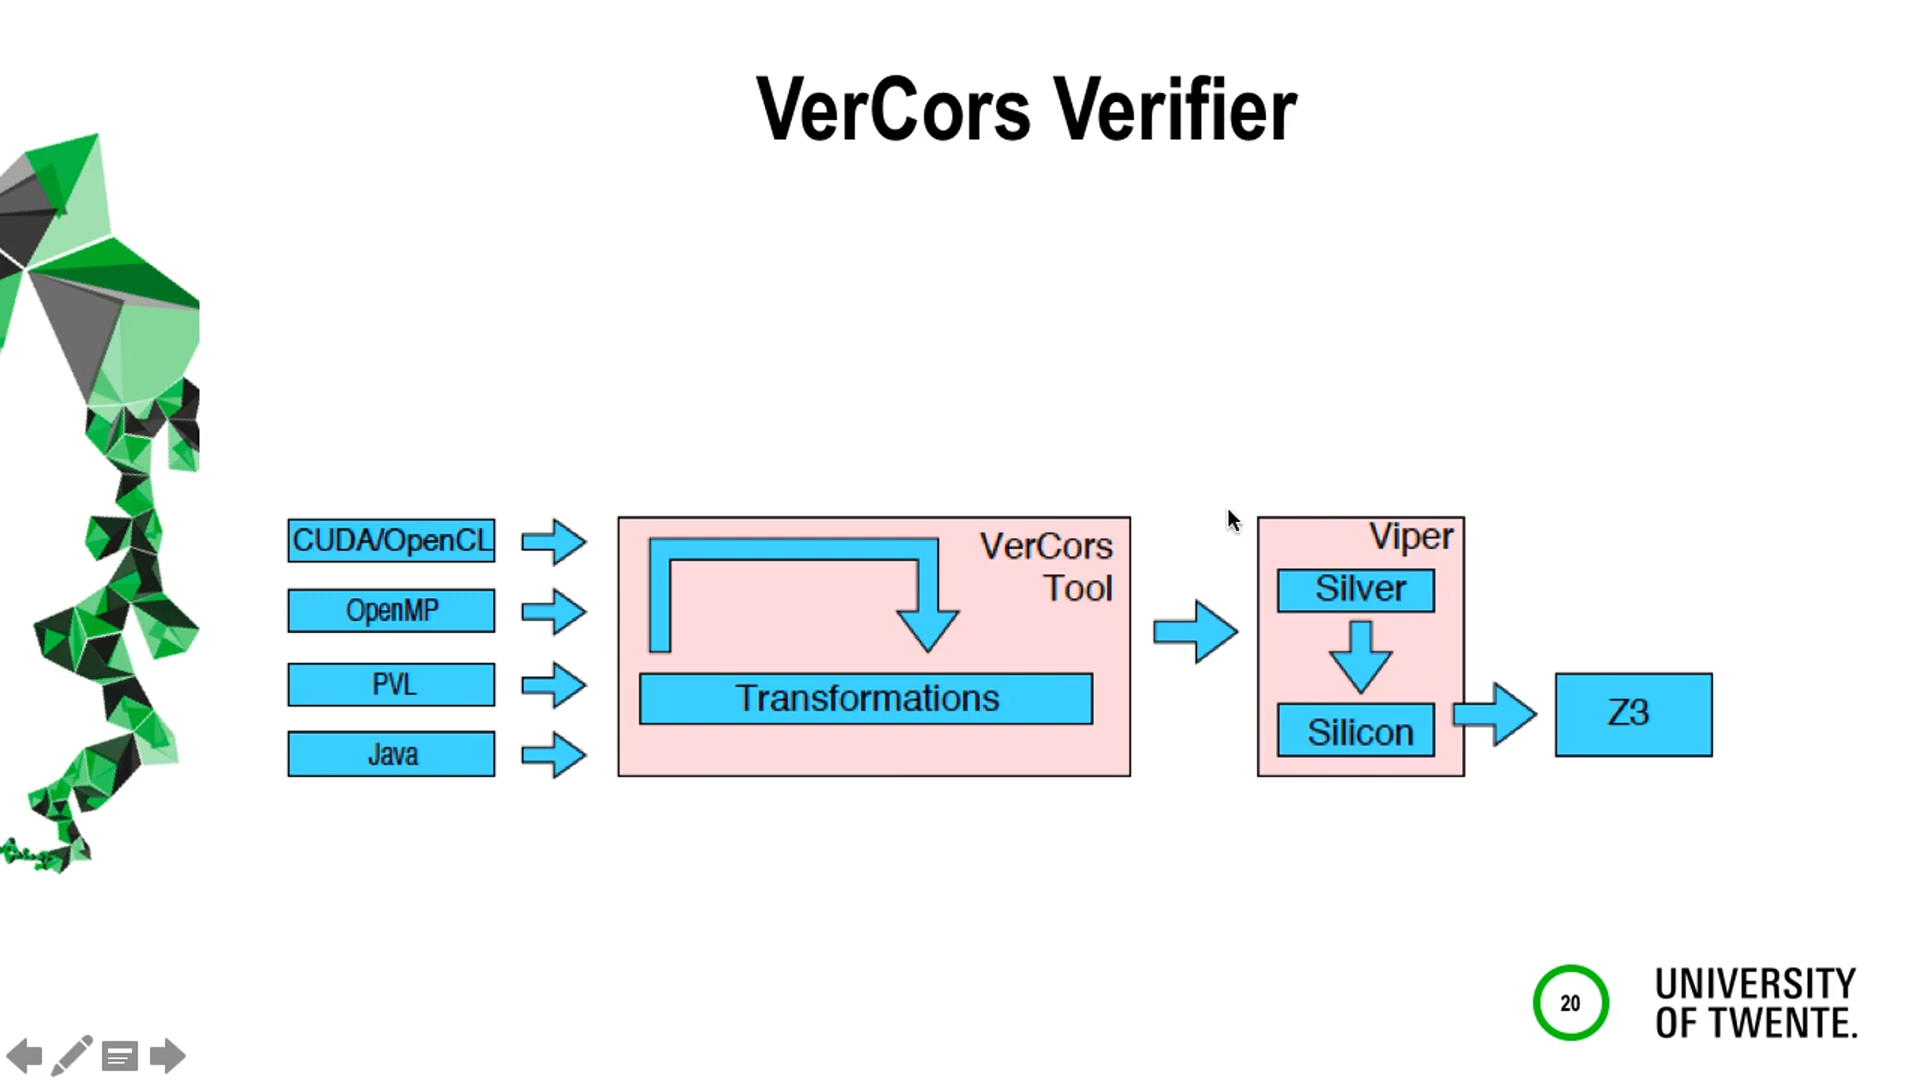 VerCors Verifier
CUDA/OpenCL
OpenMP
PVL
Java
VerCors
Tool
Transformations
Viper
Silver
Silicon
Z3
20
UNIVERSITY
OF TWENTE.